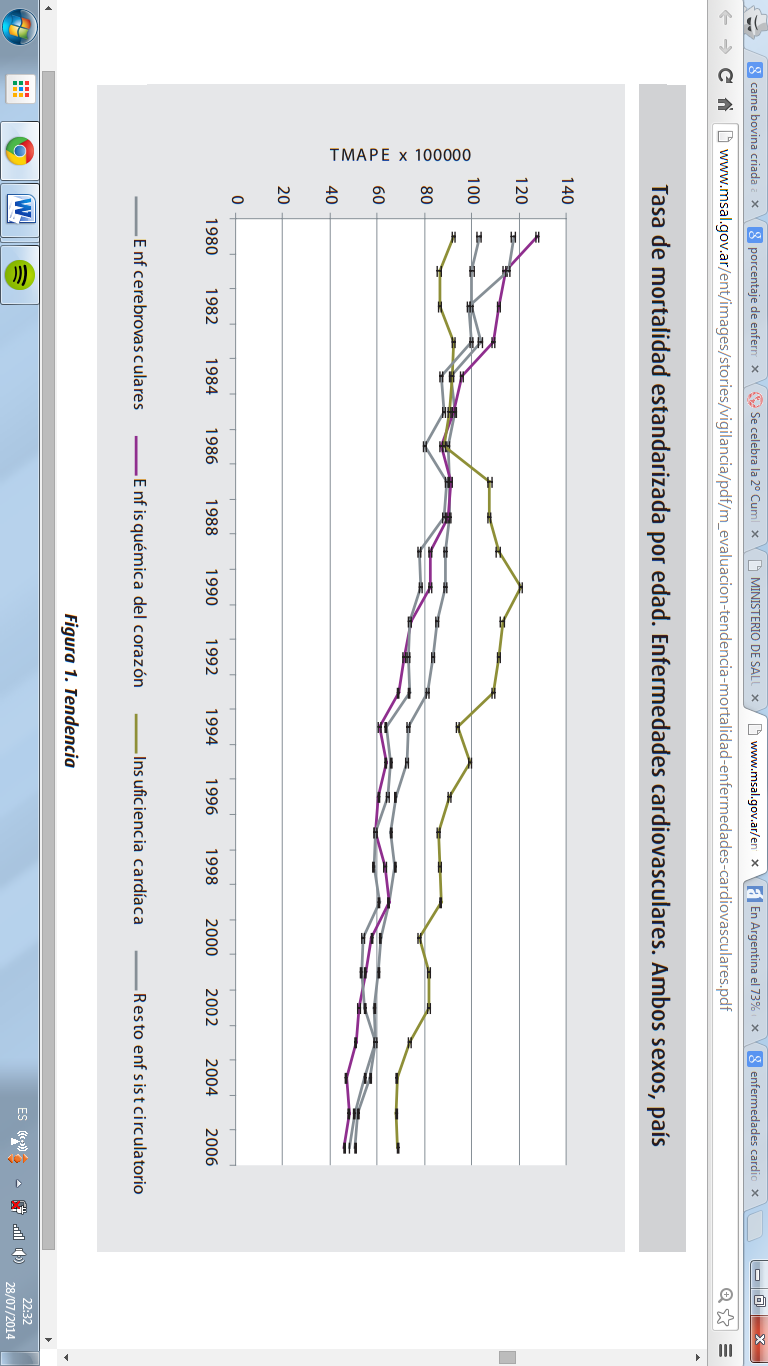 carne bovina criada a
porcentaje de enferm
Se celebra la 2º Cum
MINISTERIO DE SALU
www.msal.gov.ar/en
En Argentina el 73%
enfermedades cardio
www.msal.gov.ar/ent/images/stories/vigilancia/pdf/m_evaluacion-tendencia-mortalidad-enfermedades-cardiovasculares.pdf
Tasa de mortalidad estandarizada por edad. Enfermedades cardiovasculares. Ambos sexos, país
140
120
100
80
60
40
20
0
TMAPE x 100000
1980 1982 1984 1986 1988 1990 1992 1994 1996 1998 2000 2002 2004 2006
Enf cerebrovasculares Enf isquémica del corazón Insuficiencia cardíaca Resto enf sist circulatorio
Figura 1. Tendencia
ES
22:32
28/07/2014